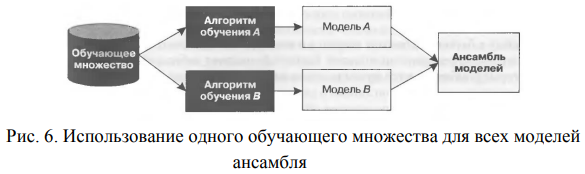 Обучающее
множество
Алгоритм
обучения A
Модель A
Алгоритм
обучения B
Модель B
Ансамбль
моделей
Рис. 6. Использование одного обучающего множества для всех моделей
ансамбля